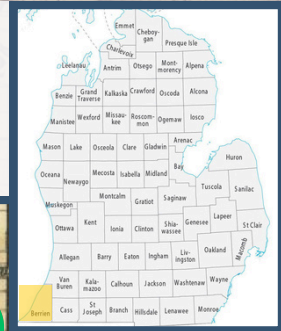 Emmet
Cheboy-
gan
Presque Isle
Charlevoix
Leelanau
Antrim
Otsego
Mont-
morency
Alpena
Benzie
Grand
Traverse
Kalkaska
Crawford
Oscoda
Alcona
Manistee
Wexford
Missau-
kee
Roscom-
mon
Ogemaw
Iosco
Arenac
Mason
Lake
Osceola
Clare
Gladwin
Bay
Huron
Oceana
Newaygo
Mecosta
Isabella
Midland
Tuscola
Sanilac
Muskegon
Montcalm
Gratiot
Saginaw
Ottawa
Kent
Ionia
Clinton
Shia-
wassee
Genesee
Lapeer
St Clair
Allegan
Barry
Eaton
Ingham
Liv-
ingston
Oakland
Macomb
Van
Buren
Kala-
mazoo
Calhoun
Jackson
Washtenaw
Wayne
Berrien
Cass
St
Joseph
Branch
Hillsdale
Lenawee
Monroe